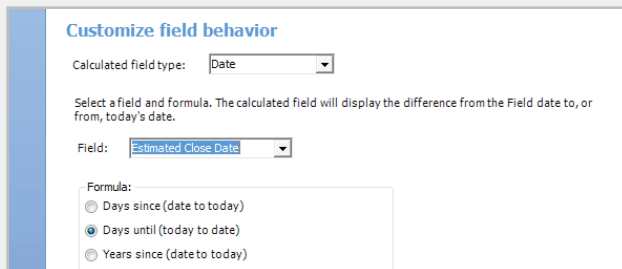 Customize field behavior
Calculated field type: Date
Select a field and formula. The calculated field will display the difference from the Field date to, or
from, today's date.
Field: Estimated Close Date
Formula:
Days since (date to today)
Days until (today to date)
Years since (date to today)